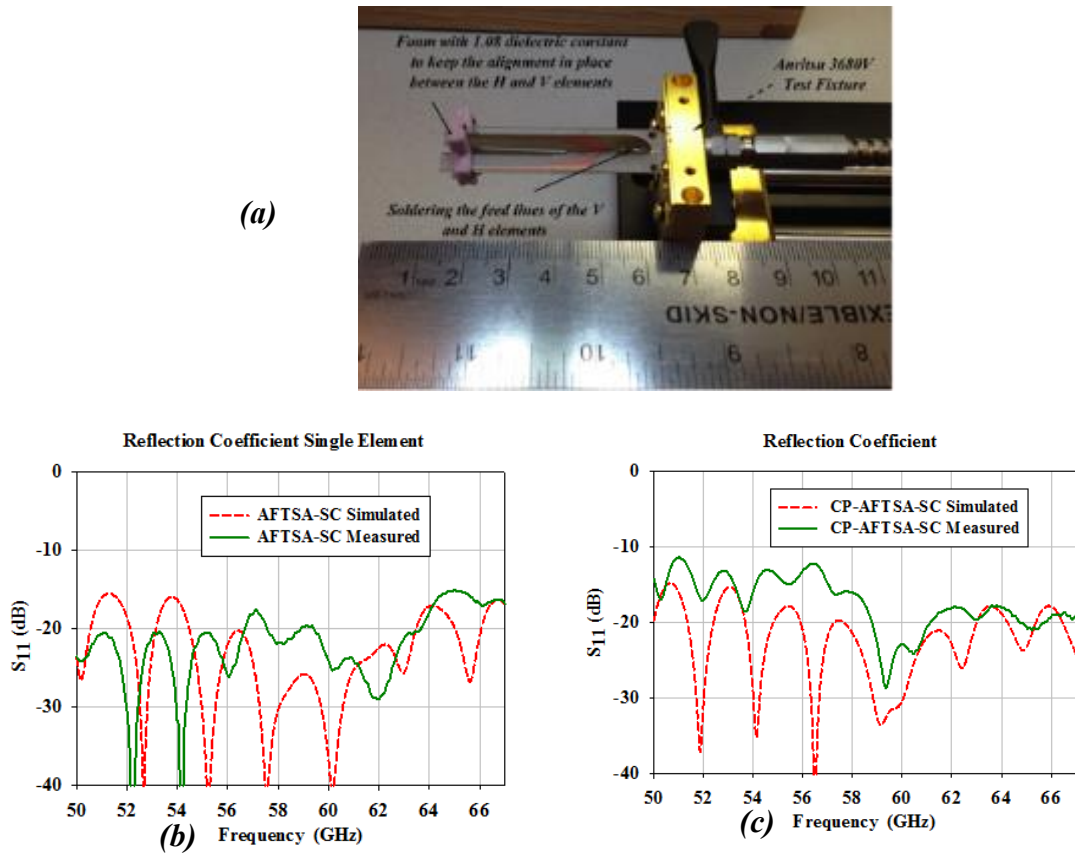 Foam with 1.08 dielectric constant
to keep the alignment in place
between the H and V elements
Anritsu 3680V
Test Fixture
(a)
Soldering the feed lines of the V
and H elements
1 2 3 4 5 6 7 8 9 10 11
EXIBLE/NON-SKID
11 10 9 8
Reflection Coefficient Single Element
0
-10
-20
-30
-40
S11 (dB)
AFTSA-SC Simulated
AFTSA-SC Measured
50 52 54 56 58 60 62 64 66
(b) Frequency (GHz)
Reflection Coefficient
0
-10
-20
-30
-40
S11 (dB)
CP-AFTSA-SC Simulated
CP-AFTSA-SC Measured
50 52 54 56 58 60 62 64 66
(c) Frequency (GHz)